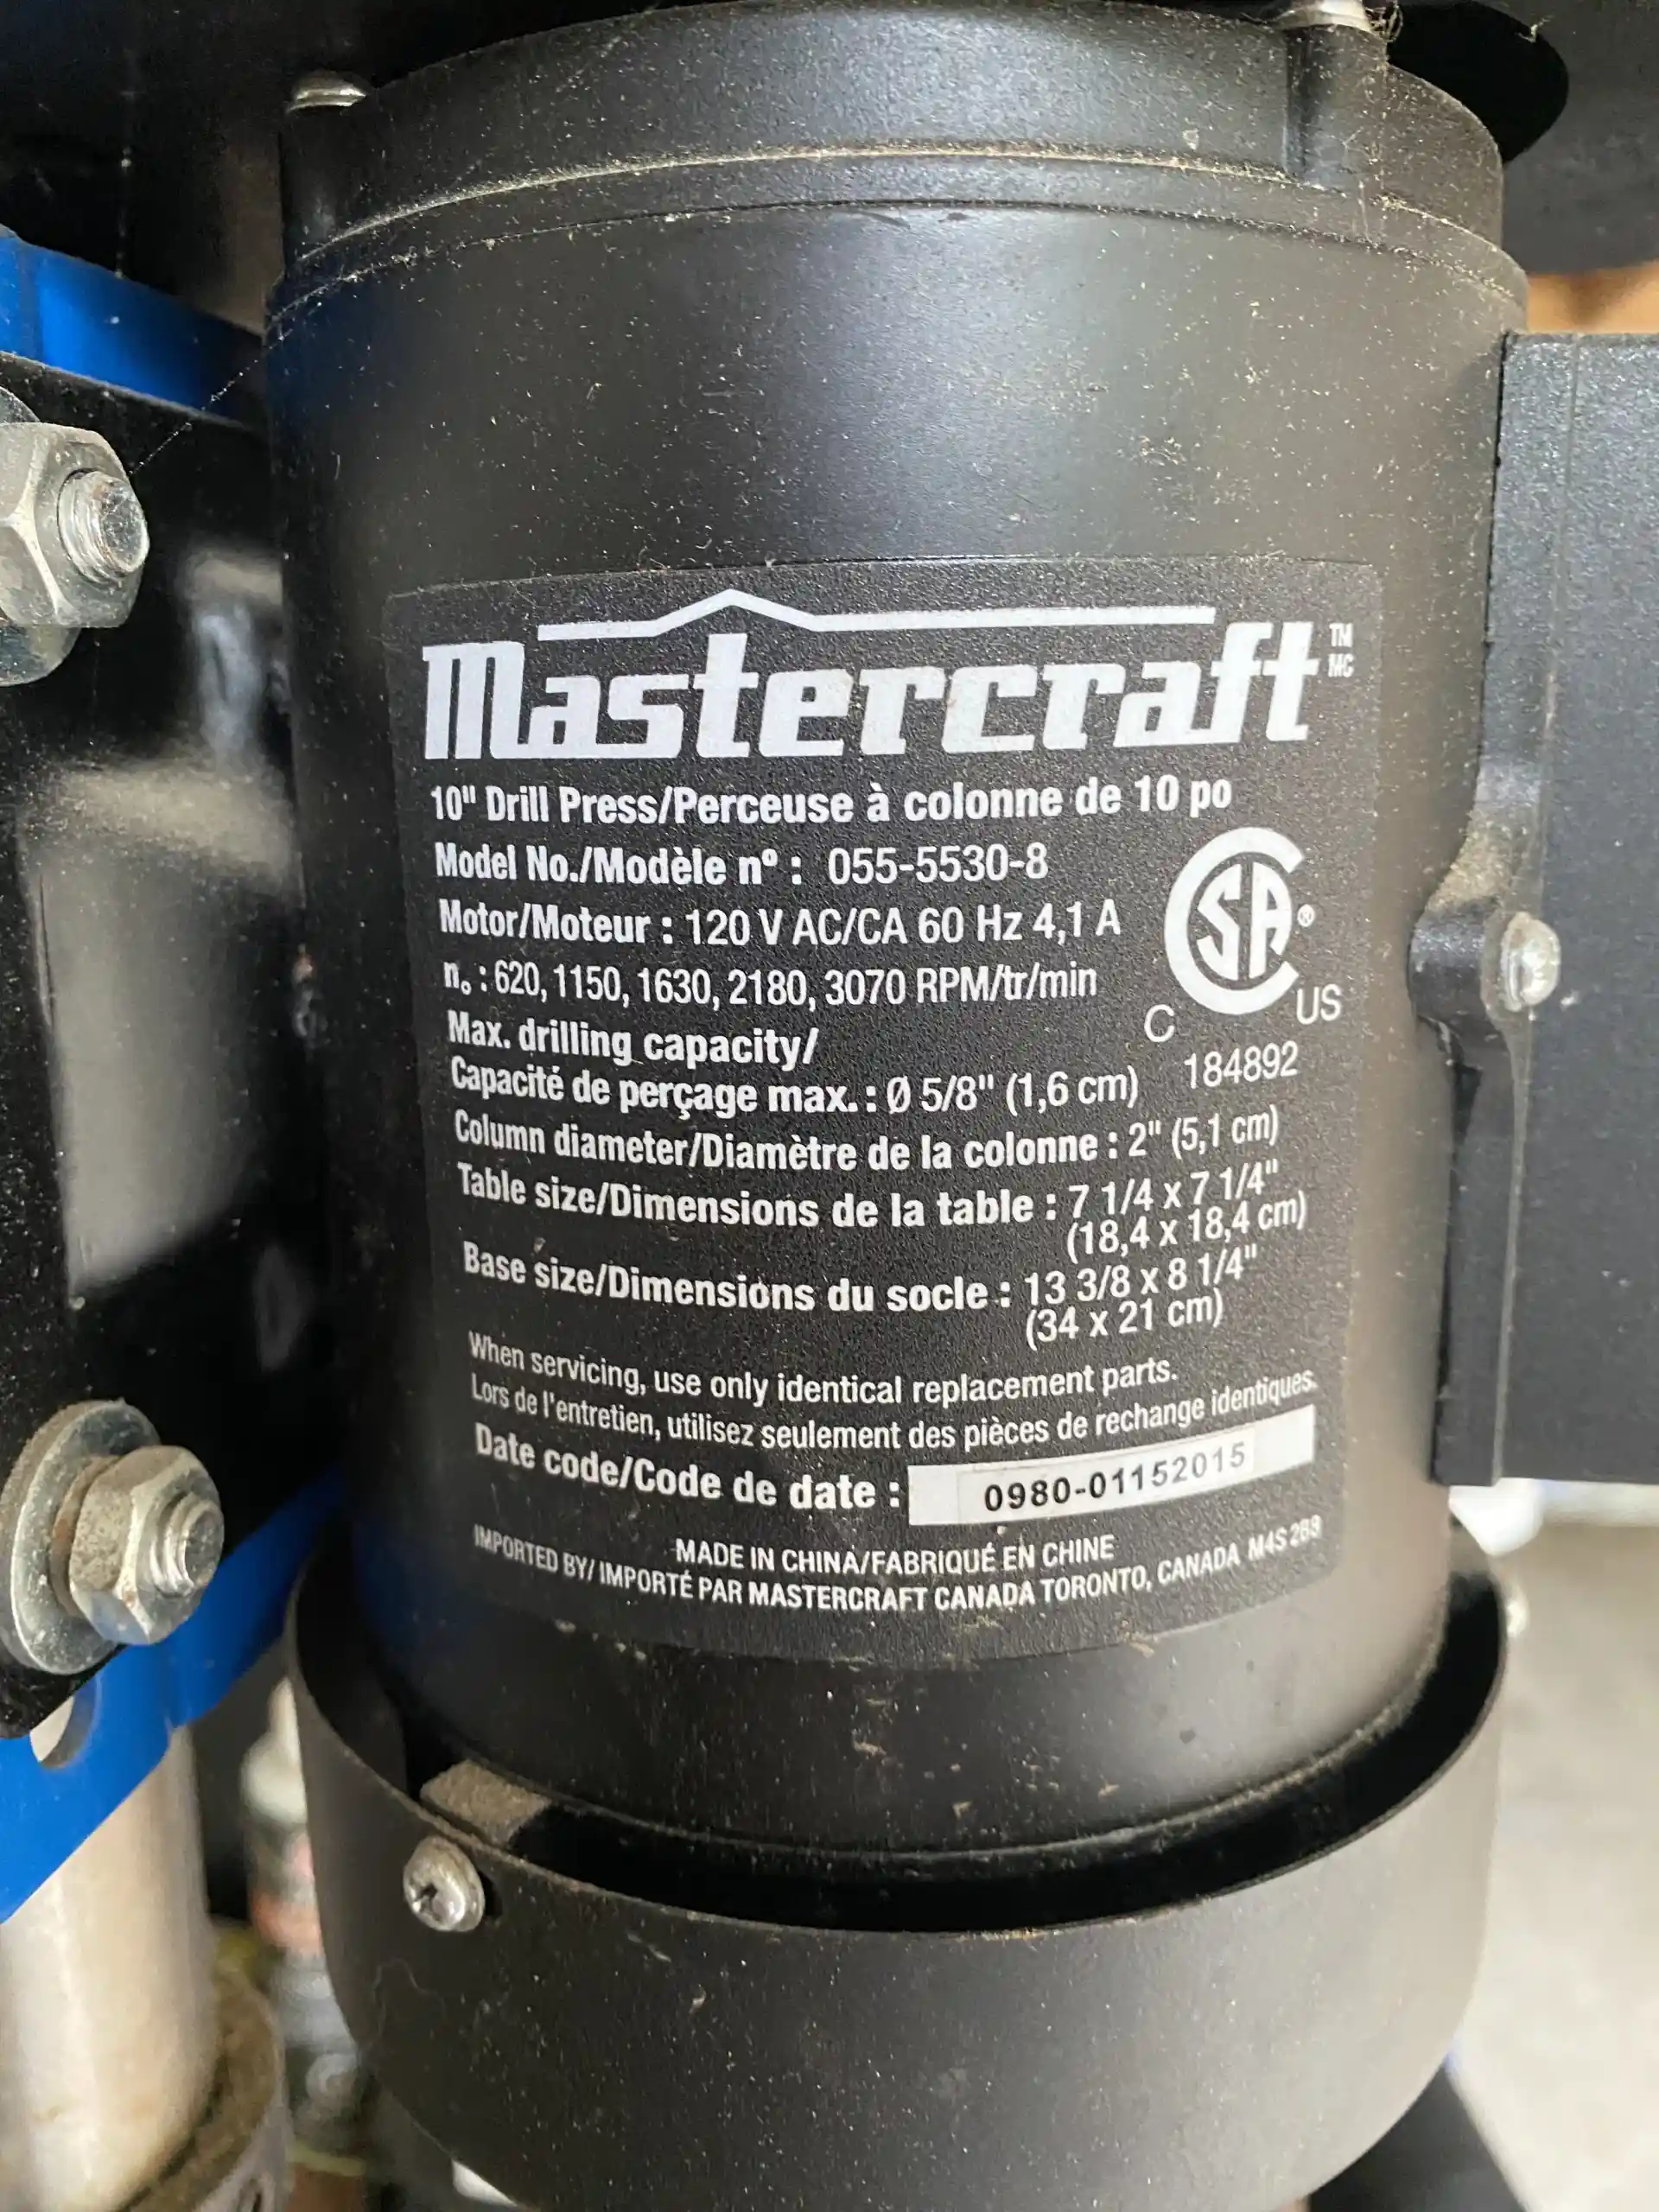 Mastercraft TM MC
10" Drill Press/Perceuse à colonne de 10 po
Model No./Modèle nº : 055-5530-8
Motor/Moteur : 120 V AC/CA 60 Hz 4,1 A
n₀ : 620, 1150, 1630, 2180, 3070 RPM/tr/min
SA ®
C US
184892
Max. drilling capacity/
Capacité de perçage max. : Ø 5/8" (1,6 cm)
Column diameter/Diamètre de la colonne : 2" (5,1 cm)
Table size/Dimensions de la table : 7 1/4 x 7 1/4"
(18,4 x 18,4 cm)
Base size/Dimensions du socle : 13 3/8 x 8 1/4"
(34 x 21 cm)
When servicing, use only identical replacement parts.
Lors de l'entretien, utilisez seulement des pièces de rechange identiques.
Date code/Code de date : 0980-01152015
MADE IN CHINA/FABRIQUÉ EN CHINE
IMPORTED BY/ IMPORTÉ PAR MASTERCRAFT CANADA TORONTO, CANADA M4S 2B9